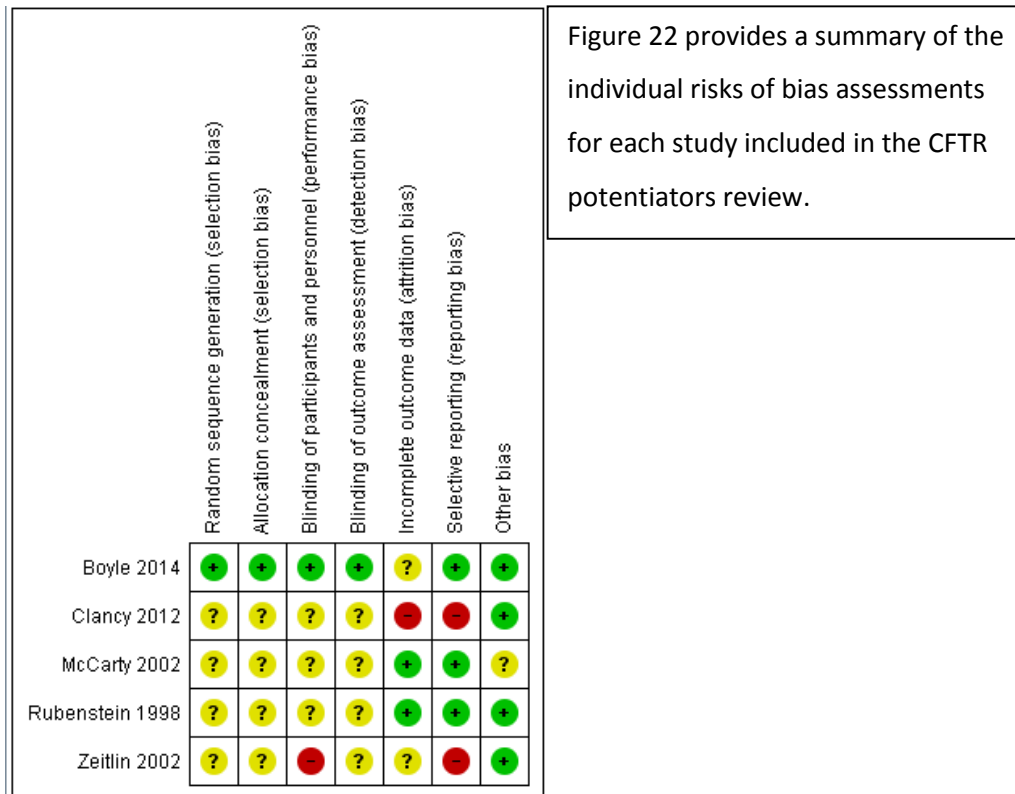 Random sequence generation (selection bias)
Allocation concealment (selection bias)
Blinding of participants and personnel (performance bias)
Blinding of outcome assessment (detection bias)
Incomplete outcome data (attrition bias)
Selective reporting (reporting bias)
Other bias
Boyle 2014 + + + + ? + +
Clancy 2012 ? ? ? ? - - +
McCarty 2002 ? ? ? ? + + ?
Rubenstein 1998 ? ? ? ? + + +
Zeitlin 2002 ? ? - ? ? - +
Figure 22 provides a summary of the
individual risks of bias assessments
for each study included in the CFTR
potentiators review.